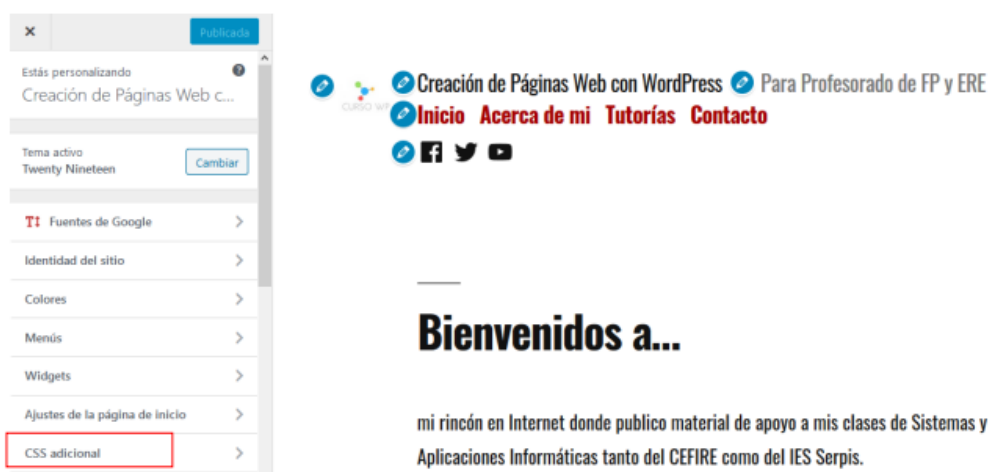 Publicada
Estás personalizando
Creación de Páginas Web c...
Tema activo
Twenty Nineteen
Cambiar
Fuentes de Google
Identidad del sitio
Colores
Menús
Widgets
Ajustes de la página de inicio
CSS adicional
CURSO WP
Creación de Páginas Web con WordPress Para Profesorado de FP y ERE
Inicio Acerca de mi Tutorías Contacto
Bienvenidos a...
mi rincón en Internet donde publico material de apoyo a mis clases de Sistemas y
Aplicaciones Informáticas tanto del CEFIRE como del IES Serpis.